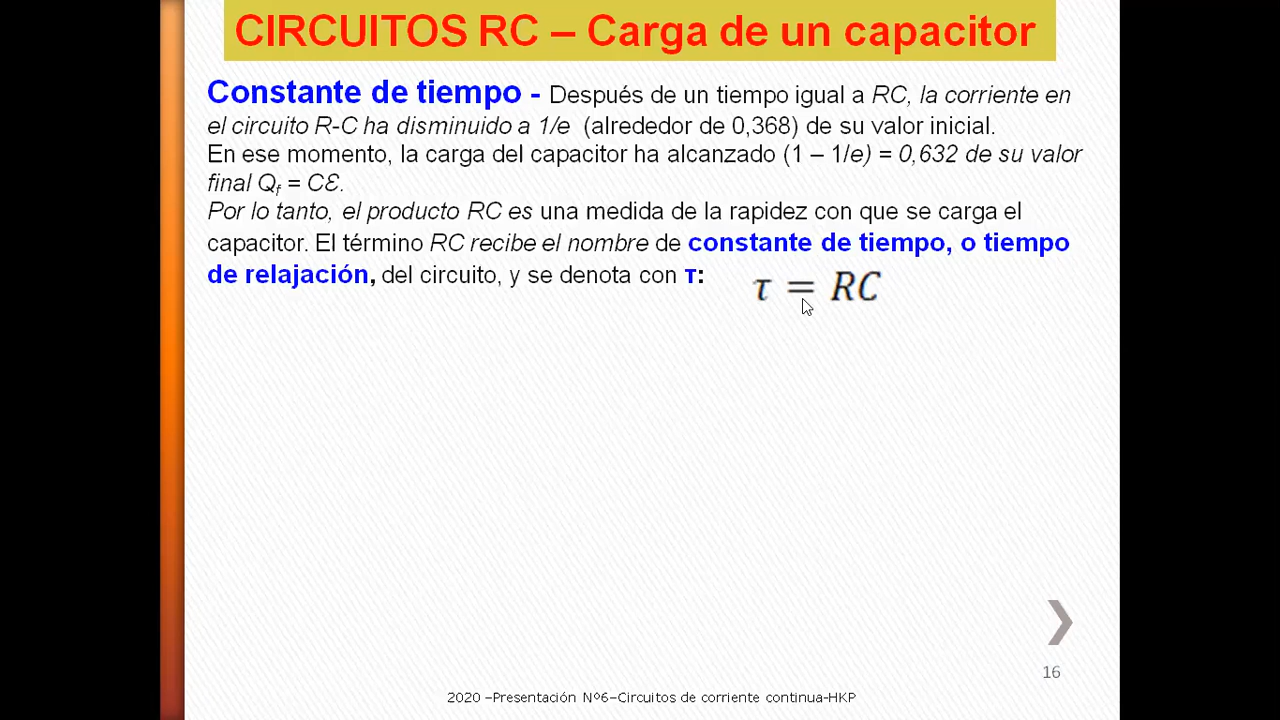 CIRCUITOS RC – Carga de un capacitor
Constante de tiempo - Después de un tiempo igual a RC, la corriente en
el circuito R-C ha disminuido a 1/e (alrededor de 0,368) de su valor inicial.
En ese momento, la carga del capacitor ha alcanzado (1 – 1/e) = 0,632 de su valor
final Qf = CƐ.
Por lo tanto, el producto RC es una medida de la rapidez con que se carga el
capacitor. El término RC recibe el nombre de constante de tiempo, o tiempo
de relajación, del circuito, y se denota con τ:
τ = RC
16
2020 –Presentación Nº6–Circuitos de corriente continua-HKP